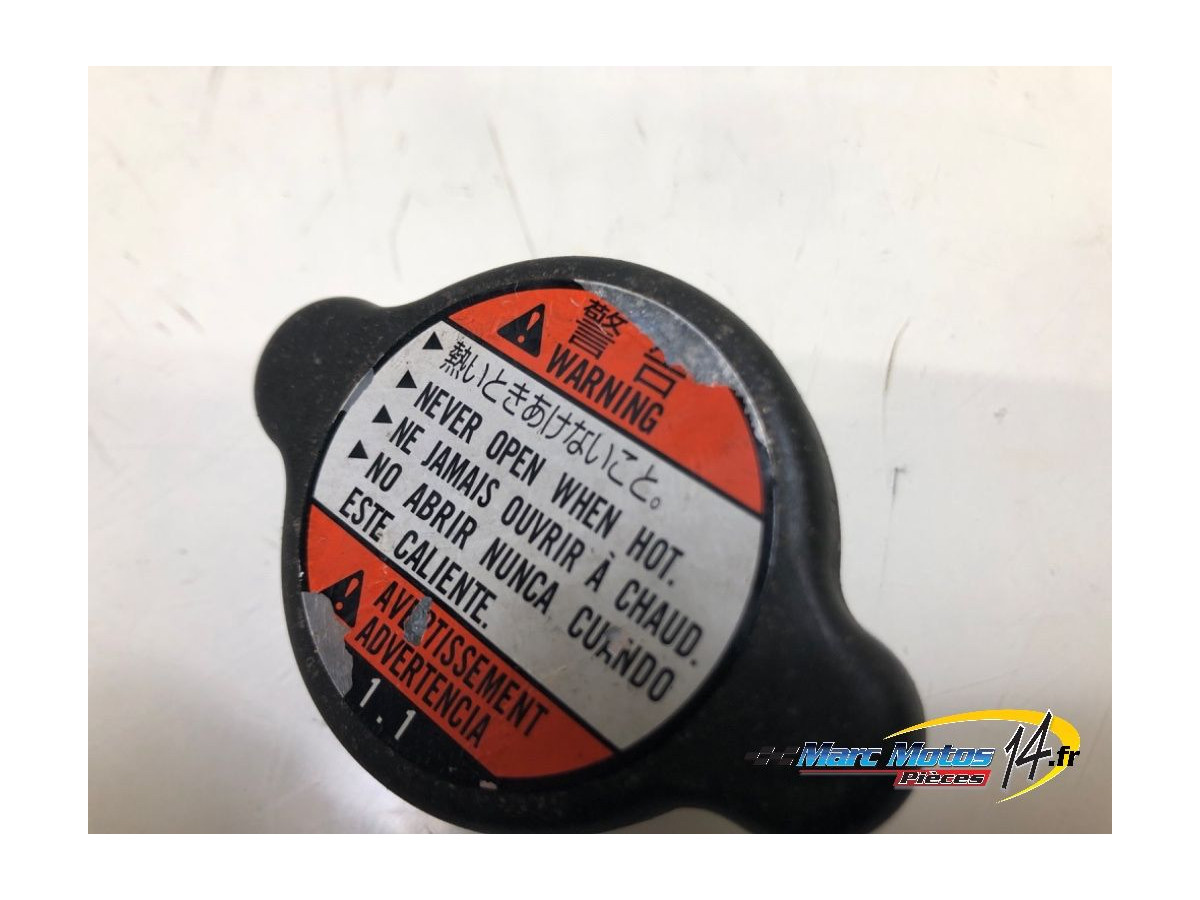 警告
WARNING
▶熱いときあけないこと。
▶NEVER OPEN WHEN HOT.
▶NE JAMAIS OUVRIR À CHAUD.
▶NO ABRIR NUNCA CUANDO
ESTE CALIENTE.
AVERTISSEMENT
ADVERTENCIA
1.1
Marc Motos 14.fr
Pièces